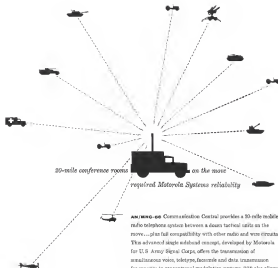 20-mile conference rooms on the move
required Motorola Systems reliability
AN/MRC-66 Communication Central provides a 20-mile mobile
radio telephone system between a dozen tactical units on the
move...plus full compatibility with other radio and wire circuits.
This advanced single sideband concept, developed by Motorola
for U. S. Army Signal Corps, offers the transmission of
simultaneous voice, teletype, facsimile and data transmission